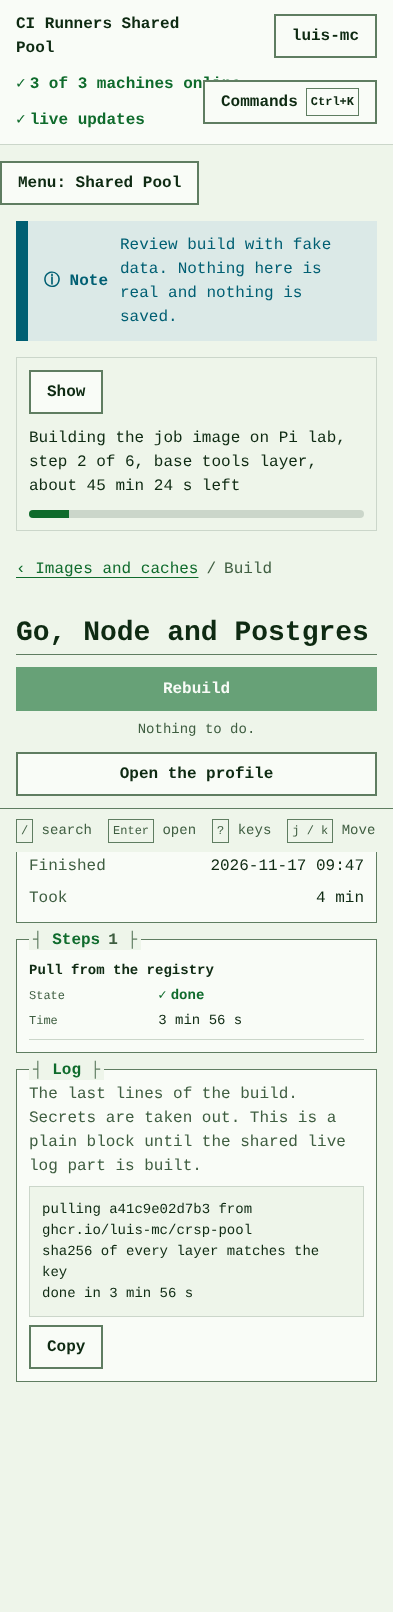 CI Runners Shared
Pool
luis-mc
✓ 3 of 3 machines online
Commands Ctrl+K
✓ live updates
Menu: Shared Pool
ⓘ Note
Review build with fake
data. Nothing here is
real and nothing is
saved.
Show
Building the job image on Pi lab,
step 2 of 6, base tools layer,
about 45 min 24 s left
‹ Images and caches / Build
Go, Node and Postgres
Rebuild
Nothing to do.
Open the profile
/ search Enter open ? keys j / k Move
Finished 2026-11-17 09:47
Took 4 min
Steps 1
Pull from the registry
State ✓ done
Time 3 min 56 s
Log
The last lines of the build.
Secrets are taken out. This is a
plain block until the shared live
log part is built.
pulling a41c9e02d7b3 from
ghcr.io/luis-mc/crsp-pool
sha256 of every layer matches the
key
done in 3 min 56 s
Copy